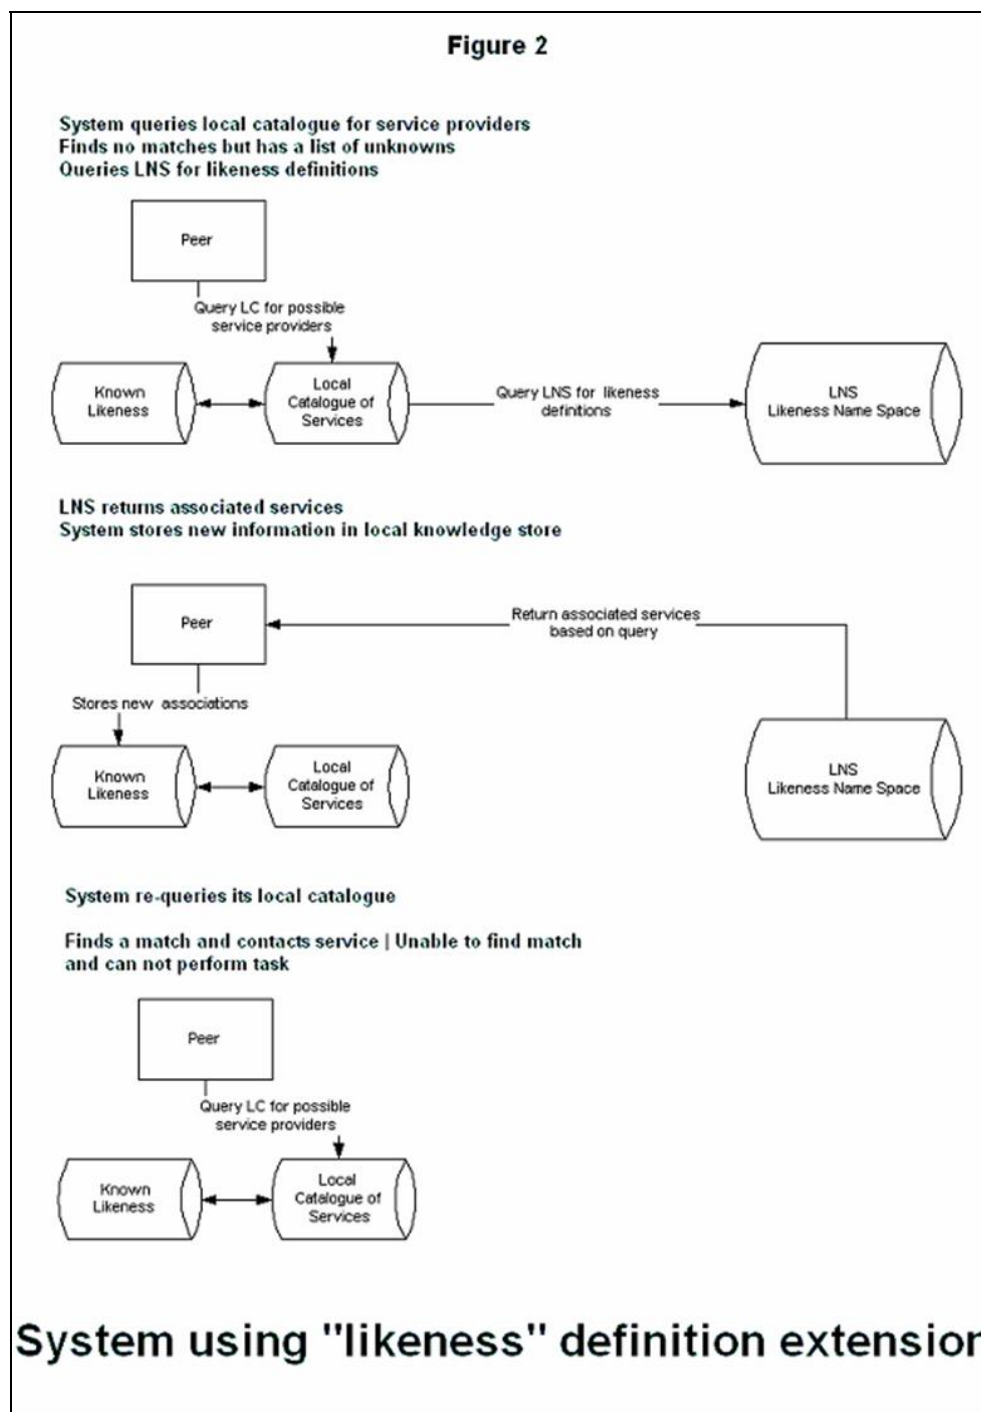 Figure 2
System queries local catalogue for service providers
Finds no matches but has a list of unknowns
Queries LNS for likeness definitions
Peer
Query LC for possible
service providers
Known
Likeness
Local
Catalogue of
Services
Query LNS for likeness
definitions
LNS
Likeness Name Space
LNS returns associated services
System stores new information in local knowledge store
Peer
Return associated services
based on query
Stores new associations
Known
Likeness
Local
Catalogue of
Services
LNS
Likeness Name Space
System re-queries its local catalogue
Finds a match and contacts service | Unable to find match
and can not perform task
Peer
Query LC for possible
service providers
Known
Likeness
Local
Catalogue of
Services
System using "likeness" definition extension